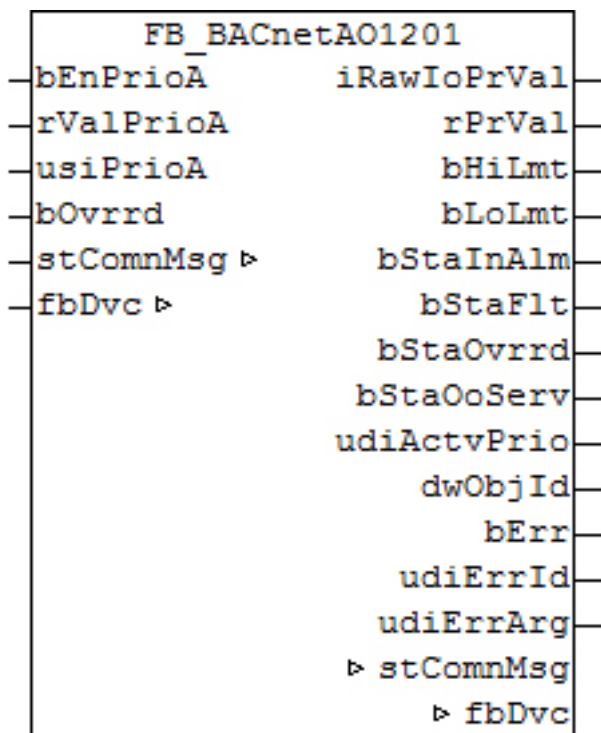 FB_BACnetAO1201
bEnPrioA iRawIoPrVal
rValPrioA rPrVal
usiPrioA bHiLmt
bOvrrd bLoLmt
stComnMsg ▹ bStaInAlm
fbDvc ▹ bStaFlt
bStaOvrrd
bStaOoServ
udiActvPrio
dwObjId
bErr
udiErrId
udiErrArg
▹ stComnMsg
▹ fbDvc